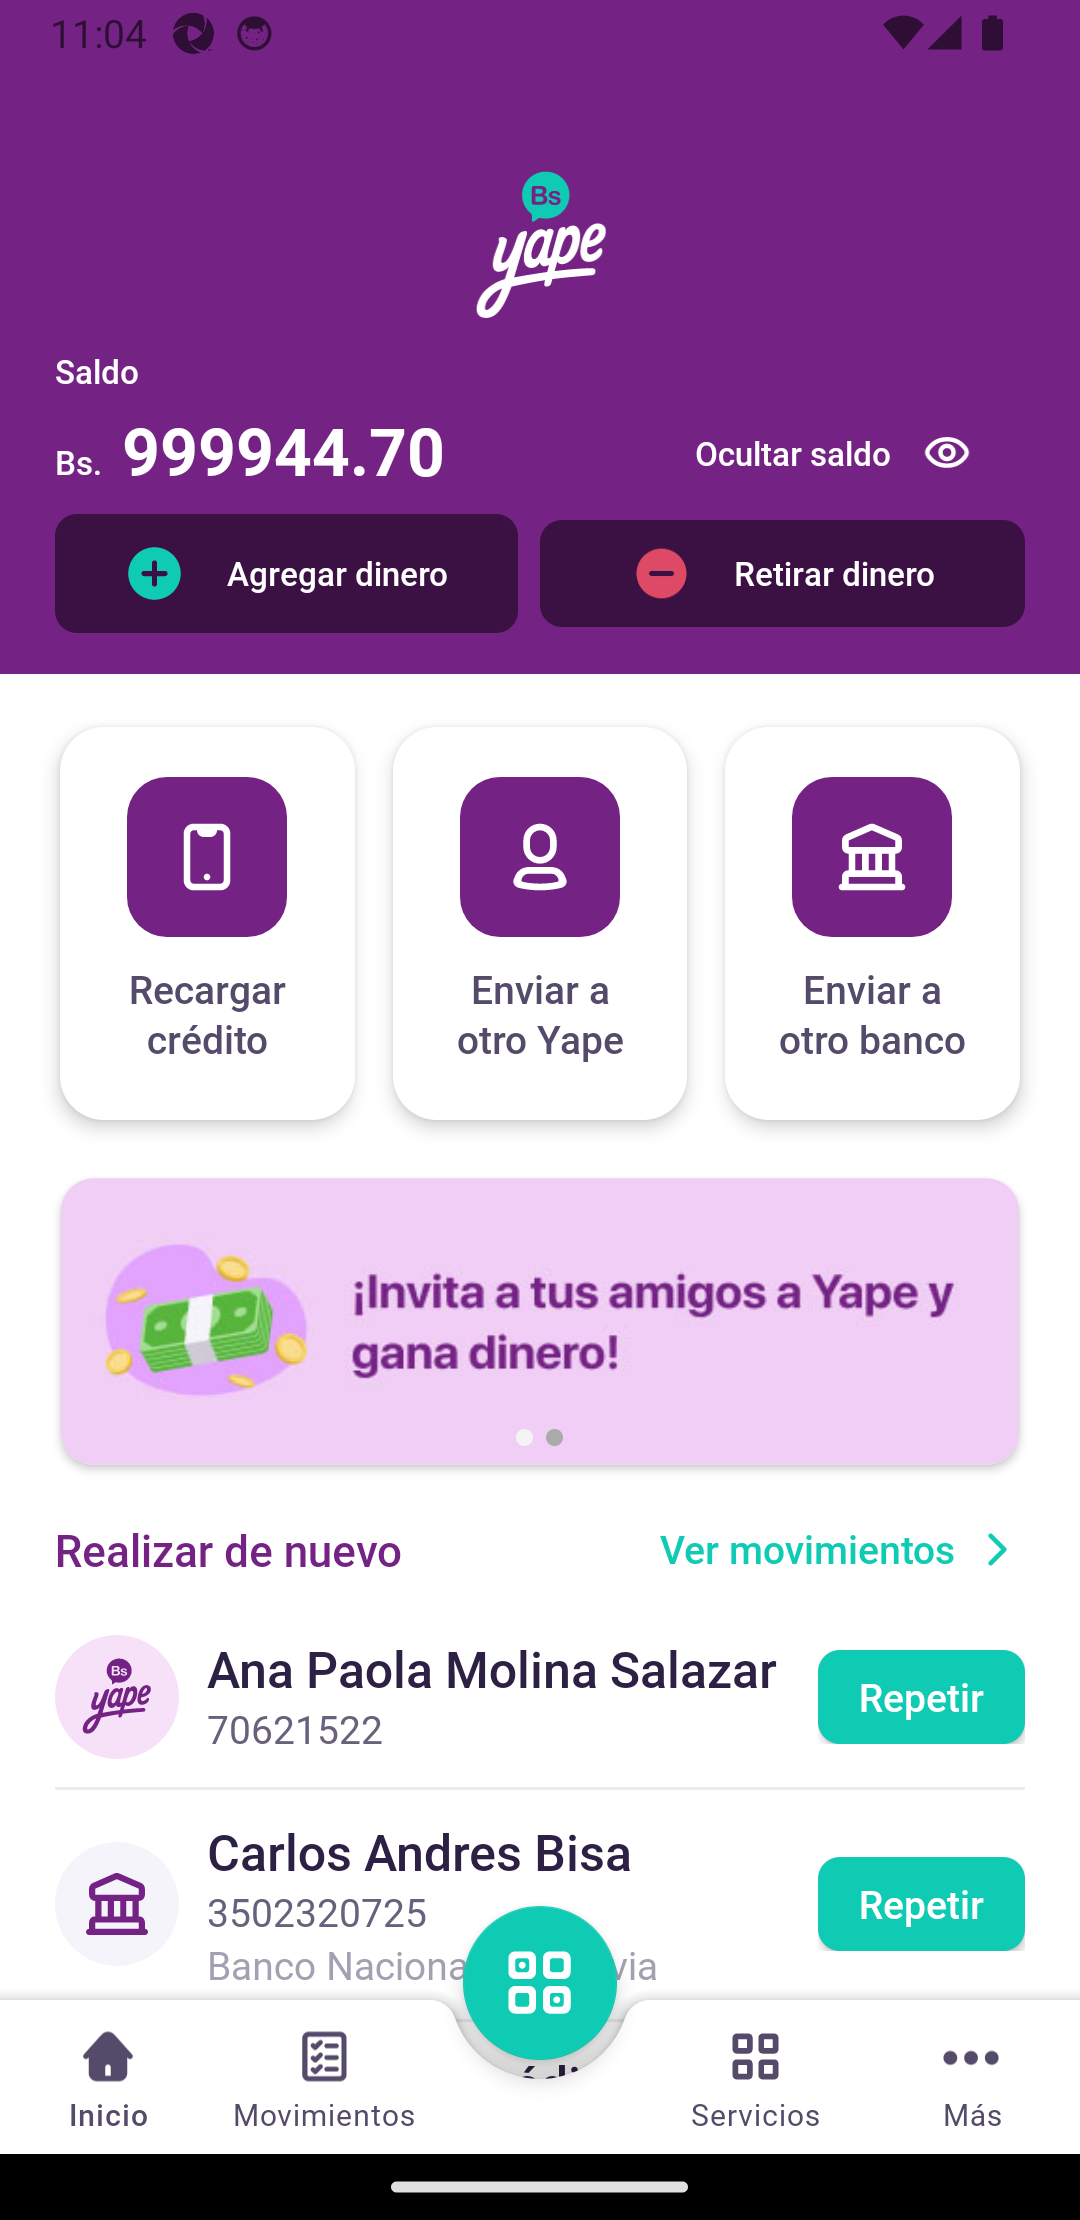 11:04
Bs
yape
Saldo
Bs. 999944.70
Ocultar saldo
Agregar dinero
Retirar dinero
Recargar
crédito
Enviar a
otro Yape
Enviar a
otro banco
¡Invita a tus amigos a Yape y
gana dinero!
Realizar de nuevo
Ver movimientos
Bs
yape
Ana Paola Molina Salazar
70621522
Repetir
Carlos Andres Bisa
3502320725
Banco Naciona
via
Repetir
Inicio
Movimientos
Servicios
Más